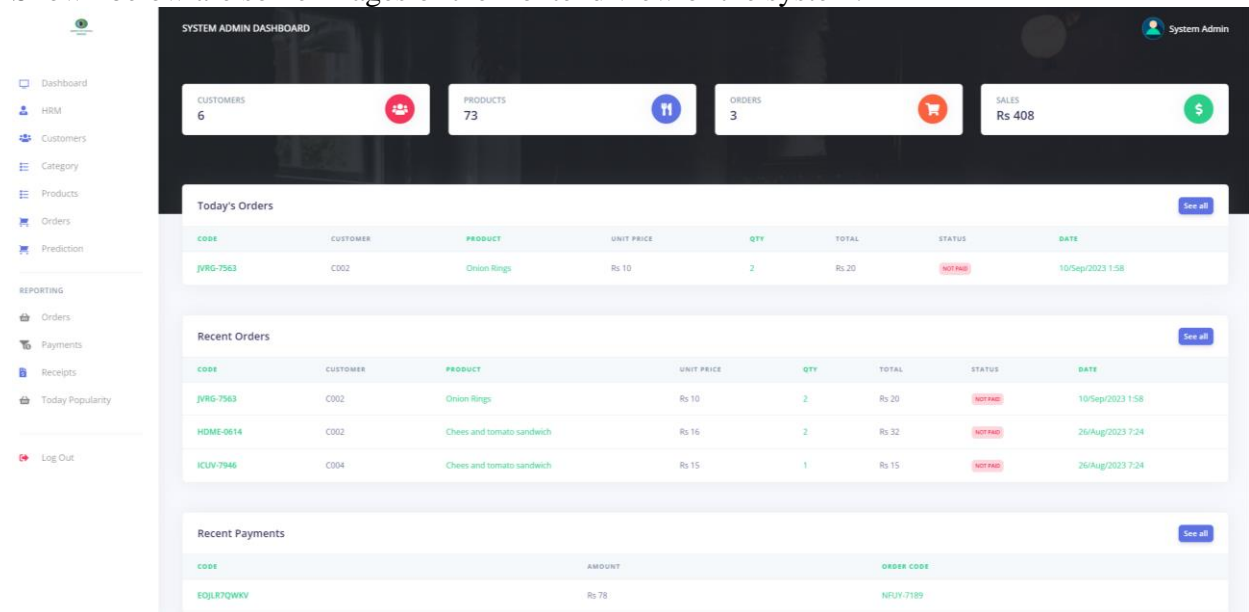 SYSTEM ADMIN DASHBOARD
System Admin
Dashboard
HRM
Customers
Category
Products
Orders
Prediction
REPORTING
Orders
Payments
Receipts
Today Popularity
Log Out
CUSTOMERS
6
PRODUCTS
73
ORDERS
3
SALES
Rs 408
Today's Orders See all
CODE CUSTOMER PRODUCT UNIT PRICE QTY TOTAL STATUS DATE
JVRG-7563 C002 Onion Rings Rs 10 2 Rs 20 NOT PAID 10/Sep/2023 1:58
Recent Orders See all
CODE CUSTOMER PRODUCT UNIT PRICE QTY TOTAL STATUS DATE
JVRG-7563 C002 Onion Rings Rs 10 2 Rs 20 NOT PAID 10/Sep/2023 1:58
HDME-0614 C002 Chees and tomato sandwich Rs 16 2 Rs 32 NOT PAID 26/Aug/2023 7:24
ICUV-7946 C004 Chees and tomato sandwich Rs 15 1 Rs 15 NOT PAID 26/Aug/2023 7:24
Recent Payments See all
CODE AMOUNT ORDER CODE
EOJLR7QWKV Rs 78 NFUY-7189